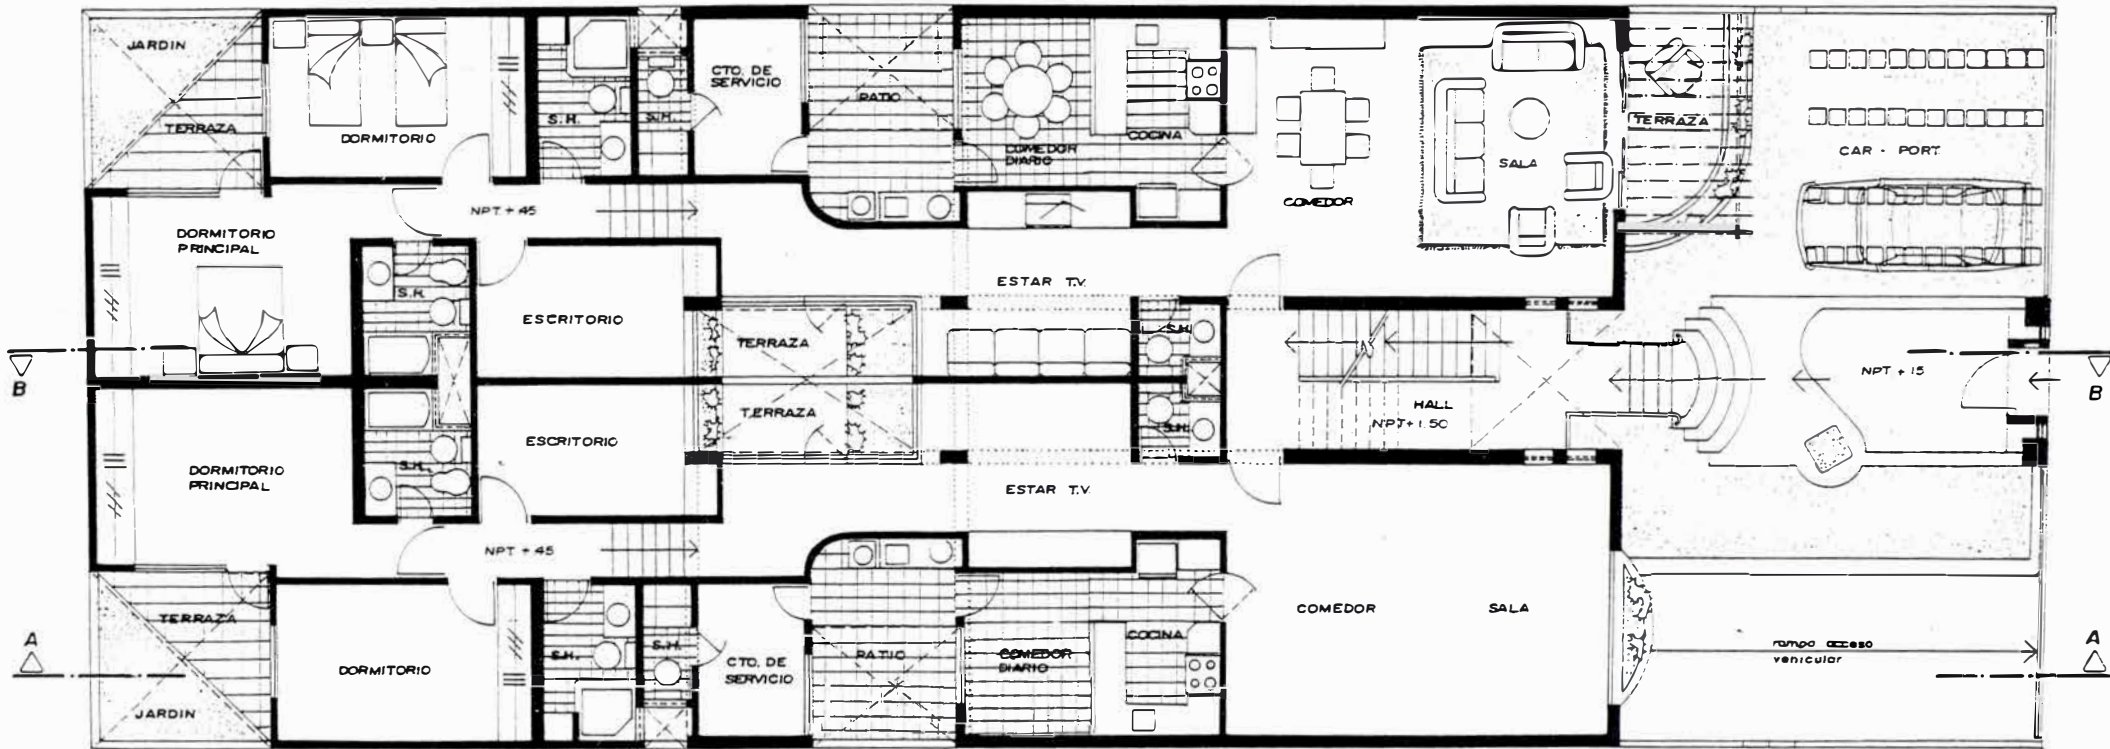 JARDIN
TERRAZA
DORMITORIO
S.H.
S.H.
CTO. DE
SERVICIO
PATIO
COMEDOR
DIARIO
COCINA
COMEDOR
SALA
TERRAZA
CAR - PORT
DORMITORIO
PRINCIPAL
NPT. + .45
S.H.
ESCRITORIO
ESTAR T.V.
TERRAZA
S.H.
B
NPT + 15
B
HALL
NPT + 1.50
TERRAZA
ESCRITORIO
S.H.
S.H.
DORMITORIO
PRINCIPAL
ESTAR T.V.
NPT. + .45
TERRAZA
JARDIN
DORMITORIO
S.H.
S.H.
CTO. DE
SERVICIO
PATIO
COMEDOR
DIARIO
COCINA
COMEDOR
SALA
rampa acceso
vehicular
A
A